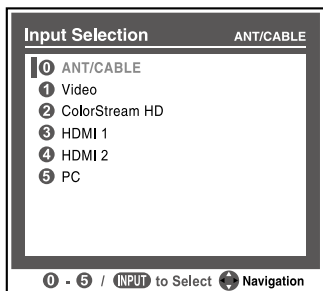 Input Selection ANT/CABLE
0 ANT/CABLE
1 Video
2 ColorStream HD
3 HDMI 1
4 HDMI 2
5 PC
0 - 5 / INPUT to Select Navigation